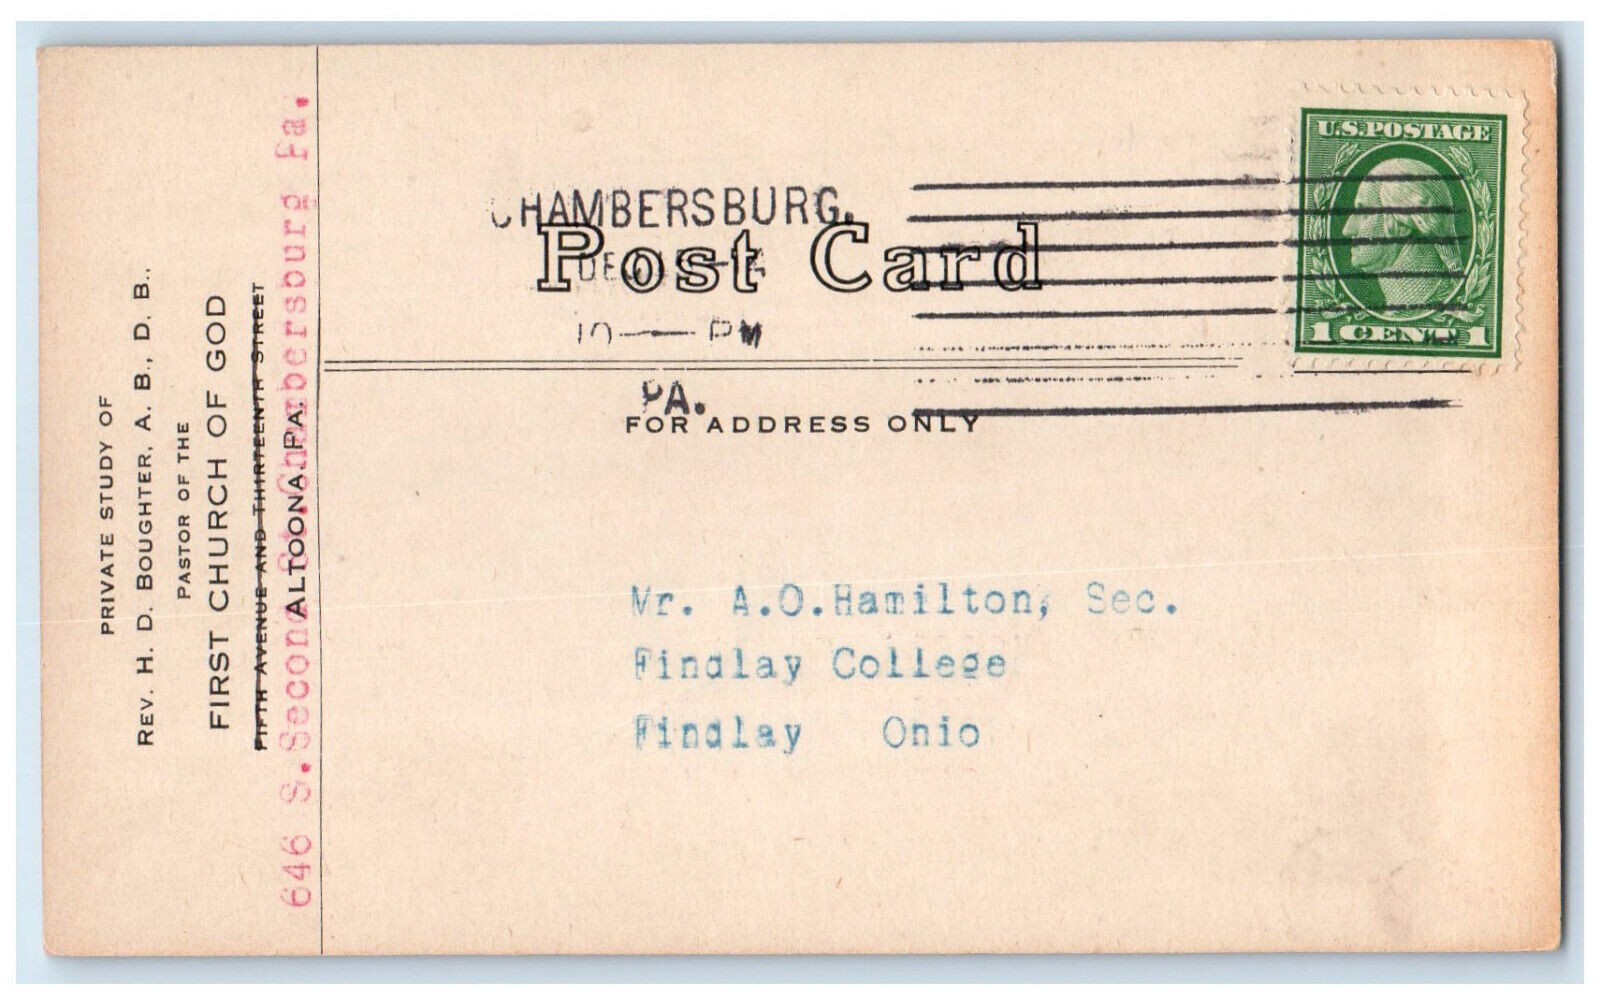 PRIVATE STUDY OF
REV. H. D. BOUGHTER, A. B., D. B.,
PASTOR OF THE
FIRST CHURCH OF GOD
FIFTH AVENUE AND THIRTEENTH STREET
ALTOONA, PA.
646 S.Second St.Chambersburg Pa.
CHAMBERSBURG,
10 — PM
PA.
Post Card
FOR ADDRESS ONLY
U.S.POSTAGE
1 CENT 1
Mr. A.O.Hamilton, Sec.
Findlay College
Findlay Ohio